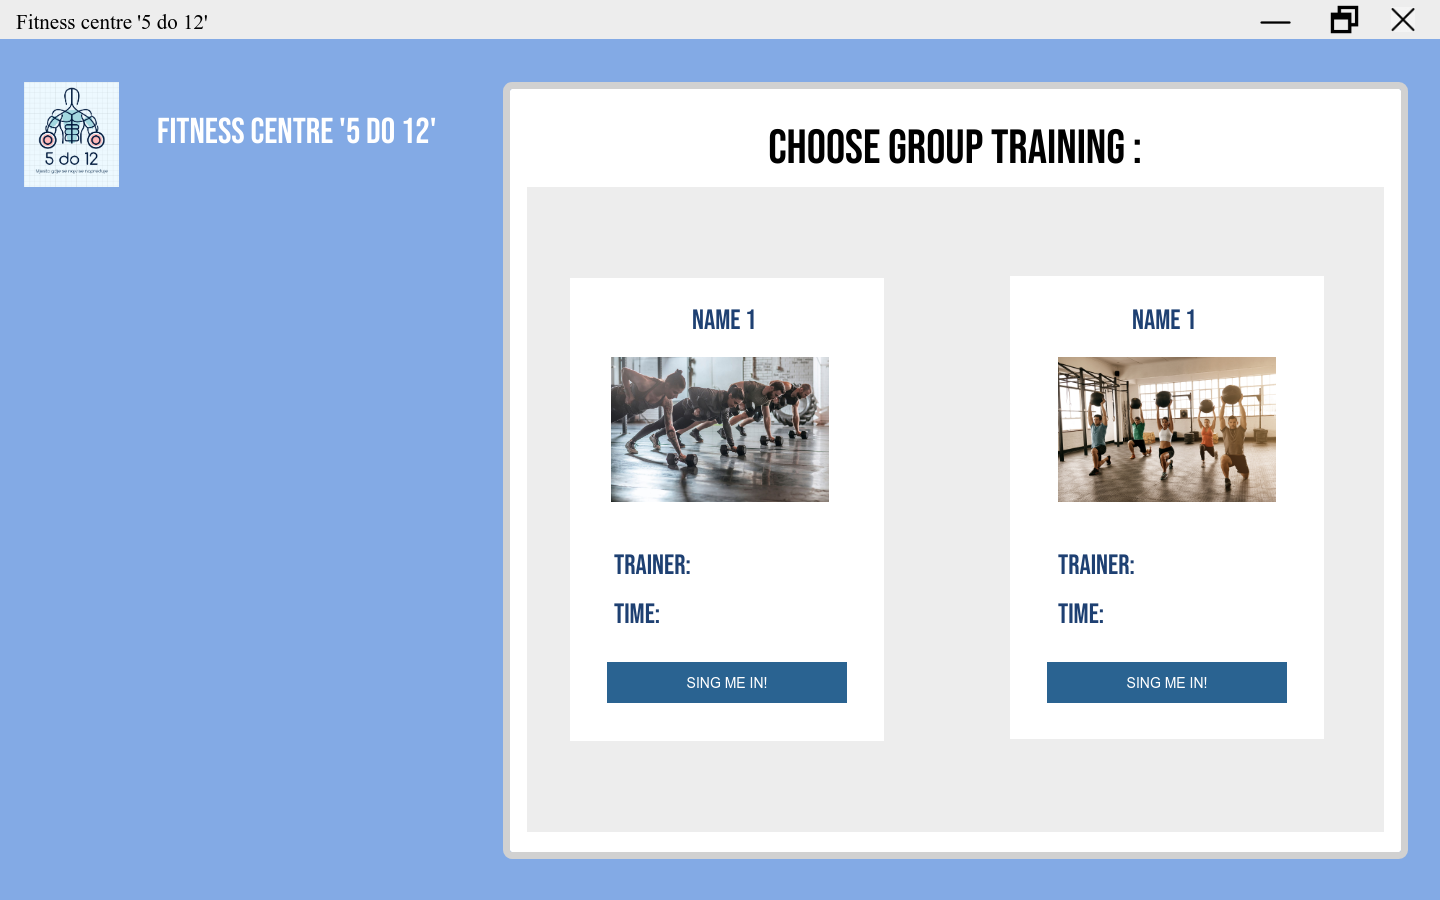 Fitness centre '5 do 12'
5 do 12
FITNESS CENTRE '5 DO 12'
CHOOSE GROUP TRAINING :
NAME 1
TRAINER:
TIME:
SING ME IN!
NAME 1
TRAINER:
TIME:
SING ME IN!